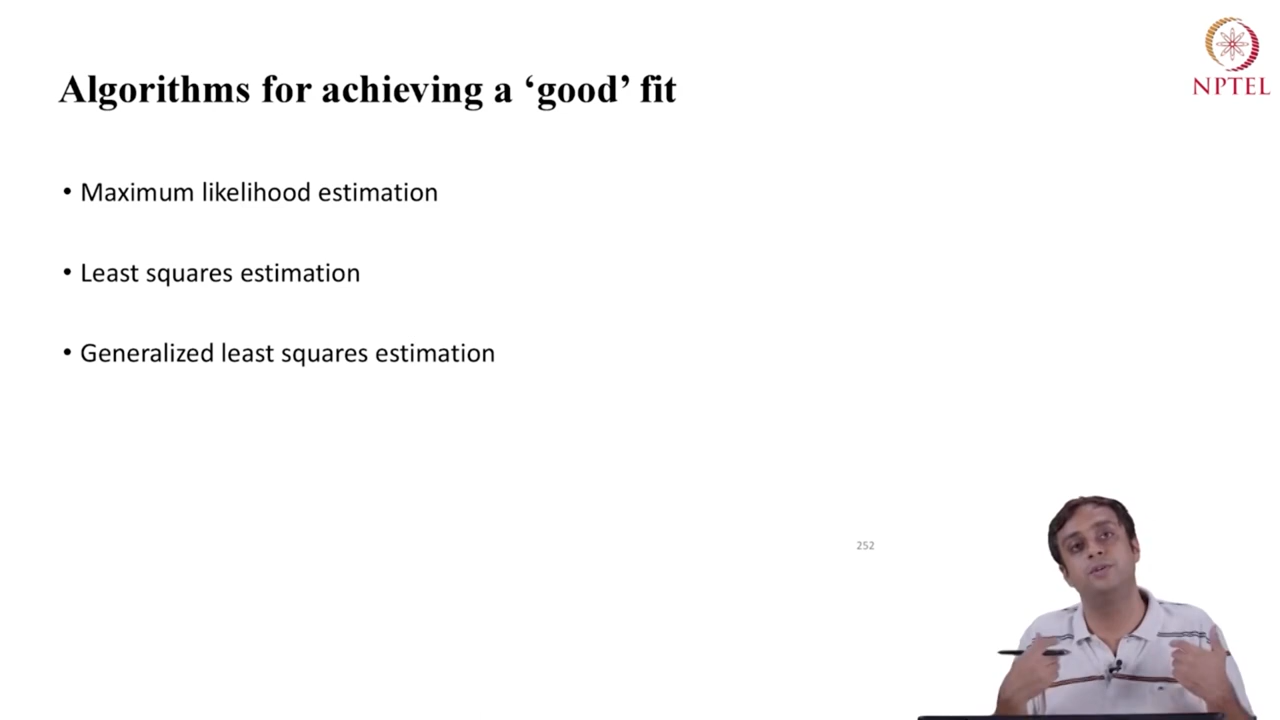 NPTEL
Algorithms for achieving a ‘good’ fit
• Maximum likelihood estimation
• Least squares estimation
• Generalized least squares estimation
252